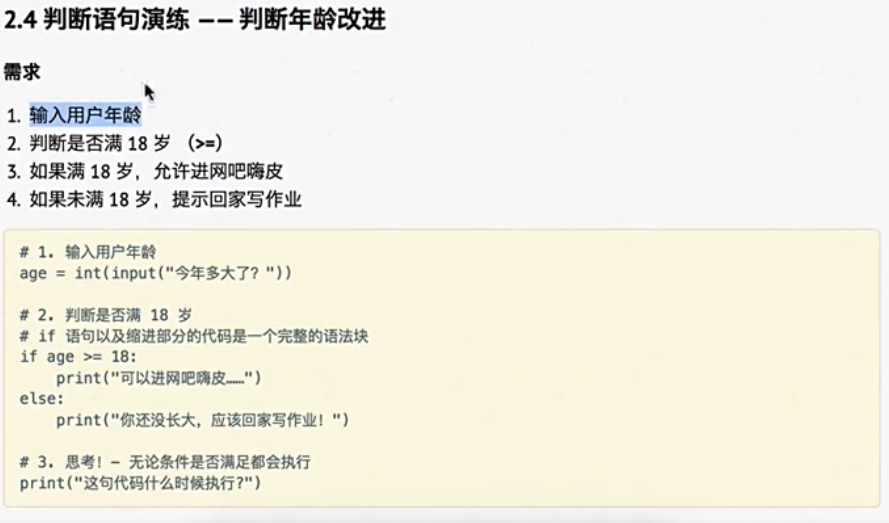 2.4 判断语句演练 —— 判断年龄改进
需求
1. 输入用户年龄
2. 判断是否满 18 岁 （>=）
3. 如果满 18 岁，允许进网吧嗨皮
4. 如果未满 18 岁，提示回家写作业
# 1. 输入用户年龄
age = int(input("今年多大了？"))
# 2. 判断是否满 18 岁
# if 语句以及缩进部分的代码是一个完整的语法块
if age >= 18:
    print("可以进网吧嗨皮……")
else:
    print("你还没长大，应该回家写作业！")
# 3. 思考！- 无论条件是否满足都会执行
print("这句代码什么时候执行?")